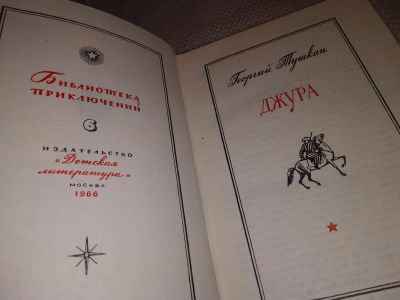 Библиотека
приключений
6
ИЗДАТЕЛЬСТВО
"Детская
литература"
МОСКВА
1966
Георгий Тушкан
ДЖУРА